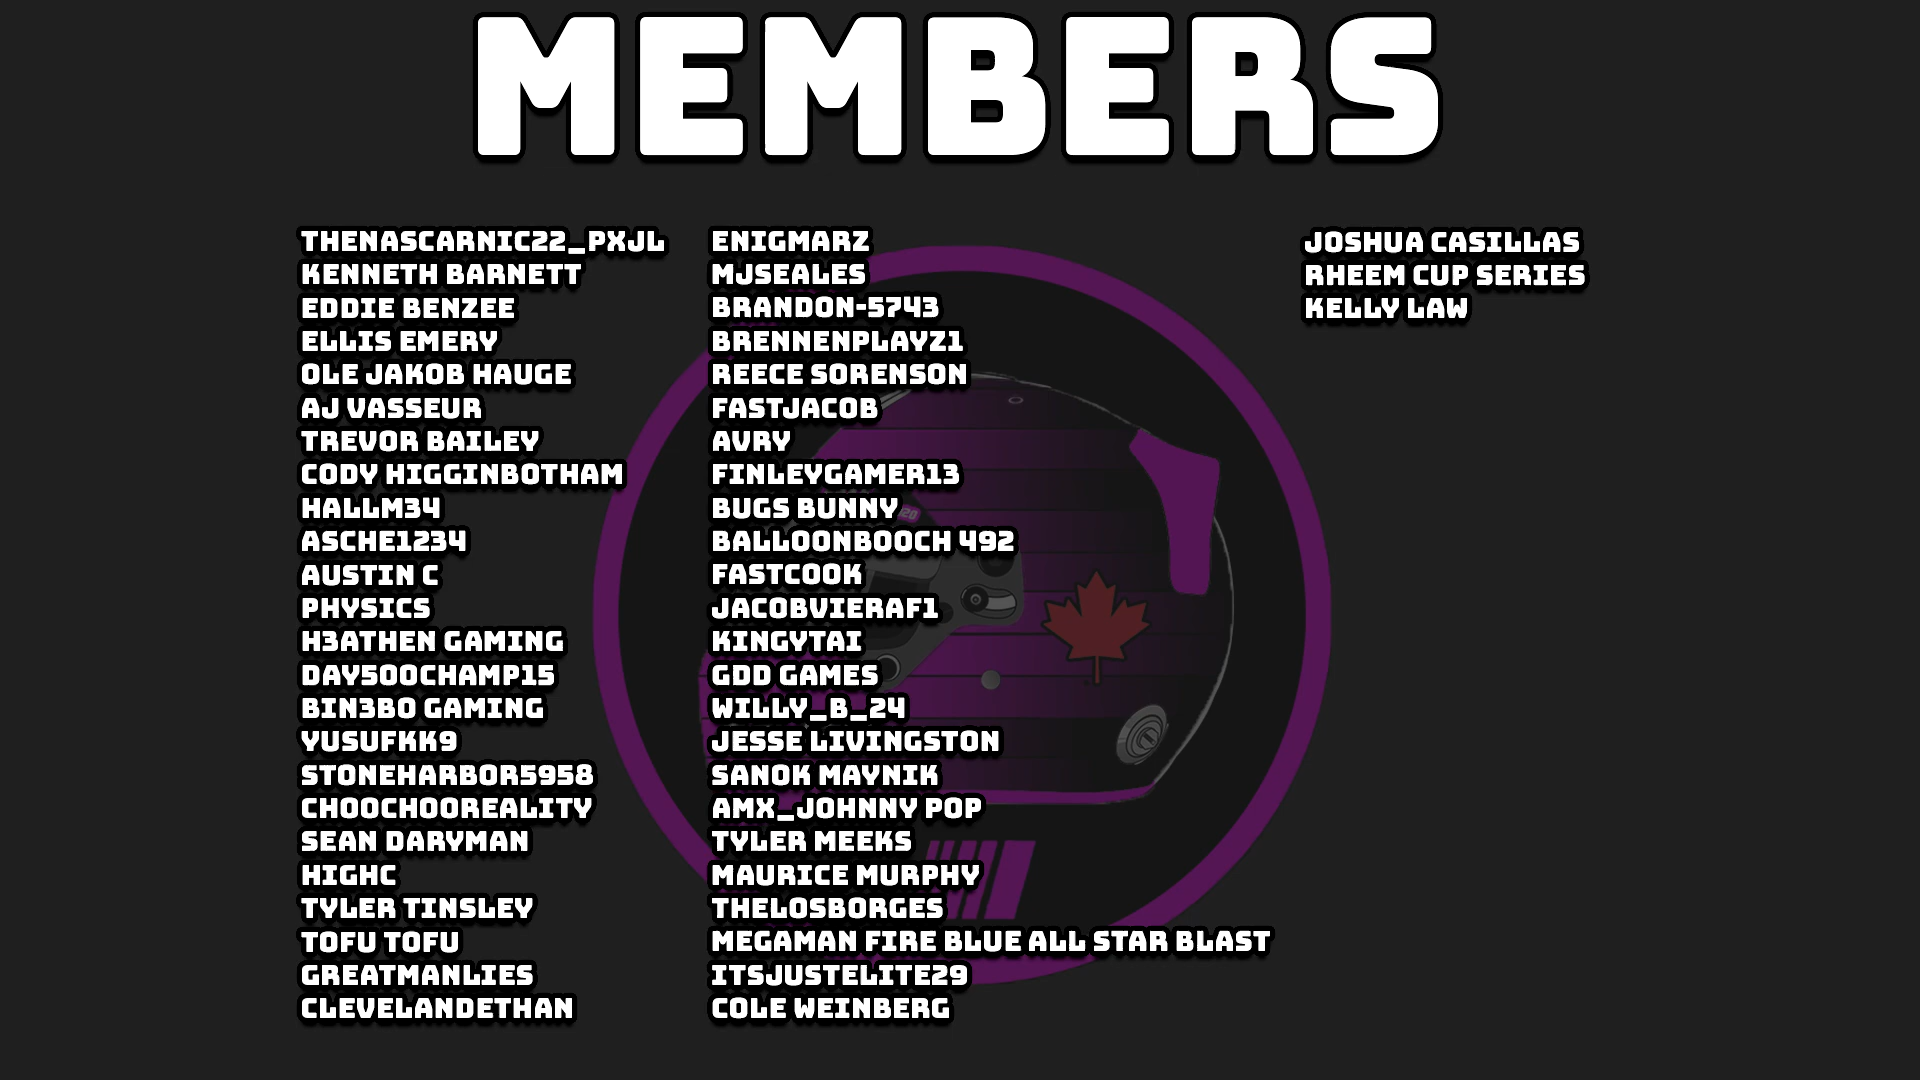 MEMBERS
THENASCARNIC22_PXJL
KENNETH BARNETT
EDDIE BENZEE
ELLIS EMERY
OLE JAKOB HAUGE
AJ VASSEUR
TREVOR BAILEY
CODY HIGGINBOTHAM
HALLM34
ASCHE1234
AUSTIN C
PHYSICS
H3ATHEN GAMING
DAY500CHAMP15
BIN3BO GAMING
YUSUFKK9
STONEHARBOR5958
CHOOCHOOREALITY
SEAN DARYMAN
HIGHC
TYLER TINSLEY
TOFU TOFU
GREATMANLIES
CLEVELANDETHAN
ENIGMARZ
MJSEALES
BRANDON-5743
BRENNENPLAYZ1
REECE SORENSON
FASTJACOB
AVRY
FINLEYGAMER13
BUGS BUNNY
BALLOONBOOCH 492
FASTCOOK
JACOBVIERAF1
KINGYTAI
GDD GAMES
WILLY_B_24
JESSE LIVINGSTON
SANOK MAYNIK
AMX_JOHNNY POP
TYLER MEEKS
MAURICE MURPHY
THELOSBORGES
MEGAMAN FIRE BLUE ALL STAR BLAST
ITSJUSTELITE29
COLE WEINBERG
JOSHUA CASILLAS
RHEEM CUP SERIES
KELLY LAW